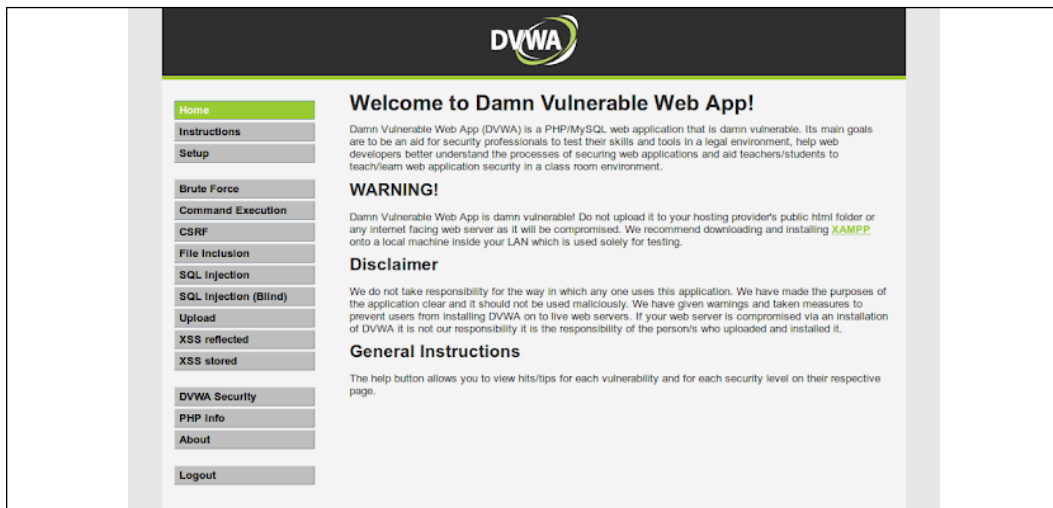 DVWA
Home
Instructions
Setup
Brute Force
Command Execution
CSRF
File Inclusion
SQL Injection
SQL Injection (Blind)
Upload
XSS reflected
XSS stored
DVWA Security
PHP Info
About
Logout
Welcome to Damn Vulnerable Web App!
Damn Vulnerable Web App (DVWA) is a PHP/MySQL web application that is damn vulnerable. Its main goals
are to be an aid for security professionals to test their skills and tools in a legal environment, help web
developers better understand the processes of securing web applications and aid teachers/students to
teach/learn web application security in a class room environment.
WARNING!
Damn Vulnerable Web App is damn vulnerable! Do not upload it to your hosting provider's public html folder or
any internet facing web server as it will be compromised. We recommend downloading and installing XAMPP
onto a local machine inside your LAN which is used solely for testing.
Disclaimer
We do not take responsibility for the way in which any one uses this application. We have made the purposes of
the application clear and it should not be used maliciously. We have given warnings and taken measures to
prevent users from installing DVWA on to live web servers. If your web server is compromised via an installation
of DVWA it is not our responsibility it is the responsibility of the person/s who uploaded and installed it.
General Instructions
The help button allows you to view hits/tips for each vulnerability and for each security level on their respective
page.